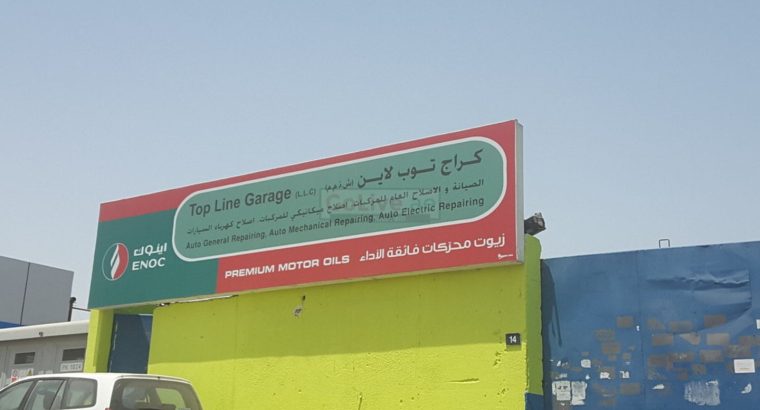 كراج توب لاين (ش.ذ.م.م)
Top Line Garage (L.L.C)
الصيانة و الاصلاح العام للمركبات، اصلاح ميكانيكي للمركبات، اصلاح كهرباء السيارات
Auto General Repairing, Auto Mechanical Repairing, Auto Electric Repairing
اينوك
ENOC
PREMIUM MOTOR OILS
زيوت محركات فائقة الأداء
14